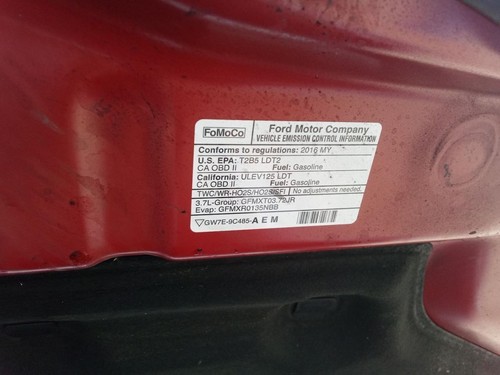 FoMoCo
Ford Motor Company
VEHICLE EMISSION CONTROL INFORMATION
Conforms to regulations: 2016 MY
U.S. EPA: T2B5 LDT2
CA OBD II Fuel: Gasoline
California: ULEV125 LDT
CA OBD II Fuel: Gasoline
TWC/WR-HO2S/HO2S/SFI No adjustments needed.
3.7L-Group: GFMXT03.72JR
Evap: GFMXR0135NBB
GW7E-9C485-AEM